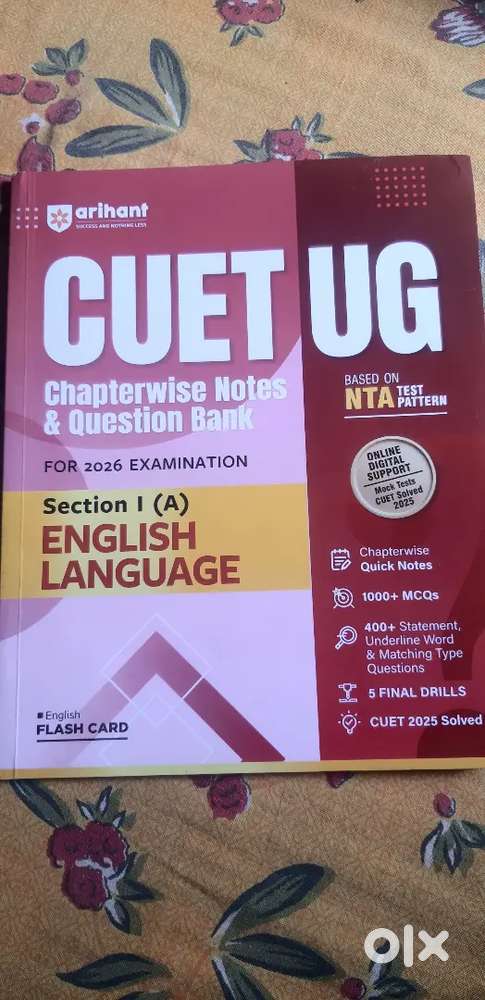 arihant
SUCCESS AND NOTHING LESS
CUET UG
Chapterwise Notes
& Question Bank
FOR 2026 EXAMINATION
Section I (A)
ENGLISH
LANGUAGE
English
FLASH CARD
BASED ON
NTA TEST
PATTERN
ONLINE
DIGITAL
SUPPORT
Mock Tests
CUET Solved
2025
Chapterwise
Quick Notes
1000+ MCQs
400+ Statement,
Underline Word
& Matching Type
Questions
5 FINAL DRILLS
CUET 2025 Solved
olx